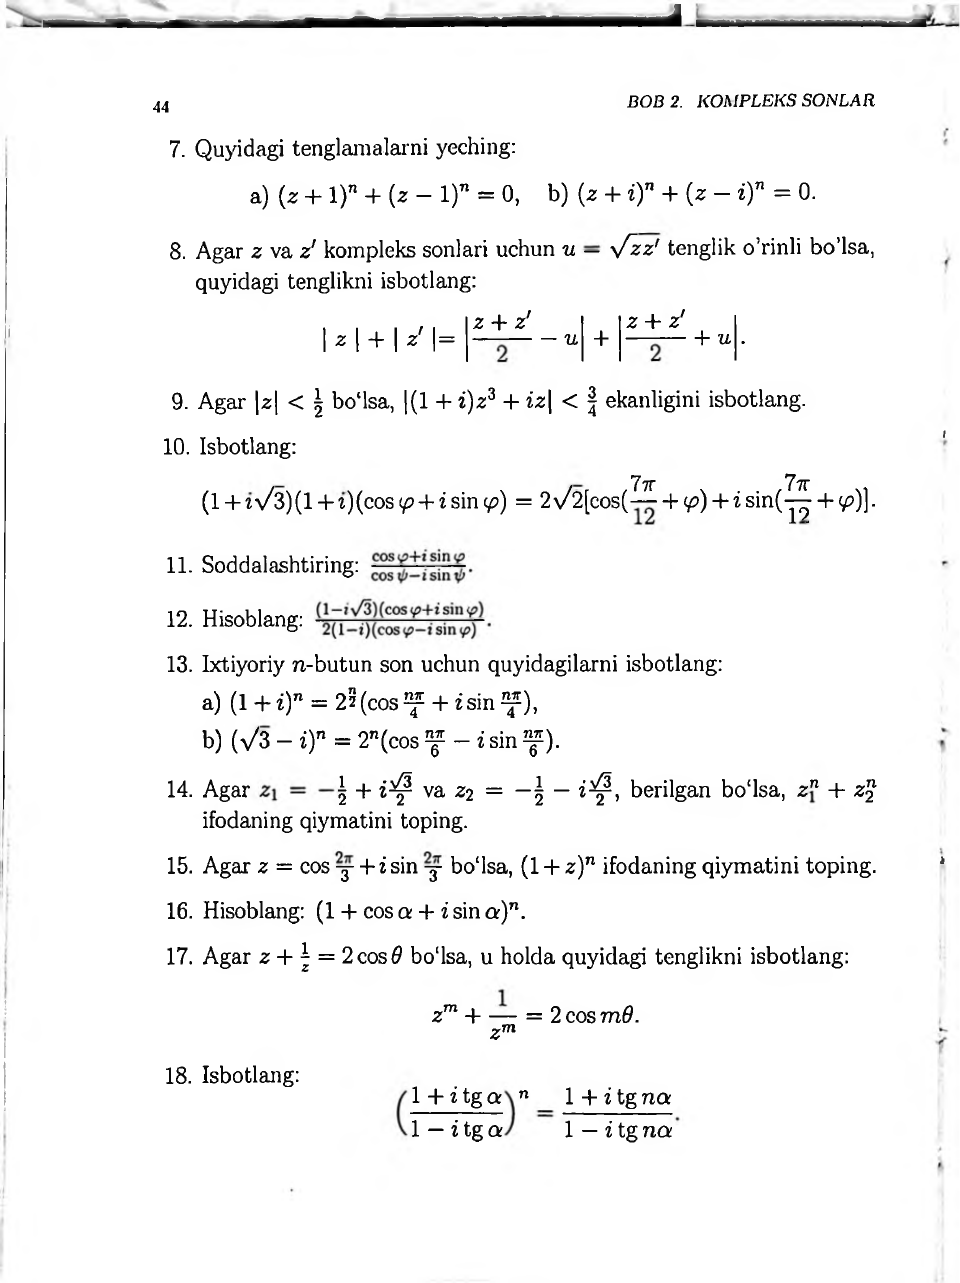 44 BOB 2. KOMPLEKS SONLAR
7. Quyidagi tenglamalarni yeching:
a) (z + 1)ⁿ + (z − 1)ⁿ = 0, b) (z + i)ⁿ + (z − i)ⁿ = 0.
8. Agar z va z′ kompleks sonlari uchun u = √(zz′) tenglik o’rinli bo’lsa,
quyidagi tenglikni isbotlang:
| z | + | z′ |= |(z + z′)/2 − u| + |(z + z′)/2 + u|.
9. Agar |z| < 1/2 bo‘lsa, |(1 + i)z³ + iz| < 3/4 ekanligini isbotlang.
10. Isbotlang:
(1 + i√3)(1 + i)(cos φ + i sin φ) = 2√2[cos(7π/12 + φ) + i sin(7π/12 + φ)].
11. Soddalashtiring: (cos φ+i sin φ)/(cos ψ−i sin ψ).
12. Hisoblang: (1−i√3)(cos φ+i sin φ)/2(1−i)(cos φ−i sin φ).
13. Ixtiyoriy n-butun son uchun quyidagilarni isbotlang:
a) (1 + i)ⁿ = 2^(n/2)(cos nπ/4 + i sin nπ/4),
b) (√3 − i)ⁿ = 2ⁿ(cos nπ/6 − i sin nπ/6).
14. Agar z₁ = −1/2 + i√3/2 va z₂ = −1/2 − i√3/2, berilgan bo‘lsa, z₁ⁿ + z₂ⁿ
ifodaning qiymatini toping.
15. Agar z = cos 2π/3 + i sin 2π/3 bo‘lsa, (1 + z)ⁿ ifodaning qiymatini toping.
16. Hisoblang: (1 + cos α + i sin α)ⁿ.
17. Agar z + 1/z = 2 cos θ bo‘lsa, u holda quyidagi tenglikni isbotlang:
zᵐ + 1/zᵐ = 2 cos mθ.
18. Isbotlang:
((1 + i tg α)/(1 − i tg α))ⁿ = (1 + i tg nα)/(1 − i tg nα).